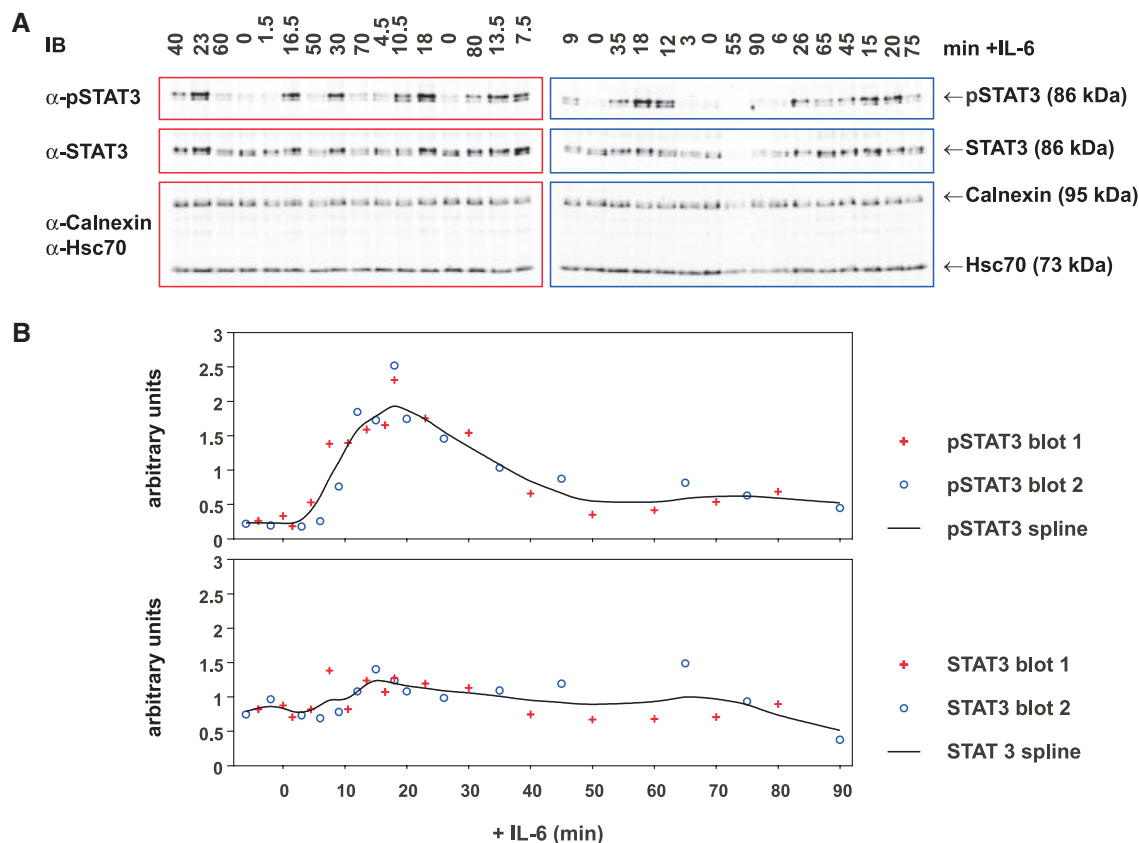 A
IB 40 23 60 0 1.5 16.5 50 30 70 4.5 10.5 18 0 80 13.5 7.5 9 0 35 18 12 3 0 55 90 6 26 65 45 15 20 75 min +IL-6
α-pSTAT3 ←pSTAT3 (86 kDa)
α-STAT3 ←STAT3 (86 kDa)
←Calnexin (95 kDa)
α-Calnexin
α-Hsc70
←Hsc70 (73 kDa)
B
arbitrary units
3
2.5
2
1.5
1
0.5
0
pSTAT3 blot 1
pSTAT3 blot 2
pSTAT3 spline
arbitrary units
3
2.5
2
1.5
1
0.5
0
STAT3 blot 1
STAT3 blot 2
STAT 3 spline
0 10 20 30 40 50 60 70 80 90
+ IL-6 (min)